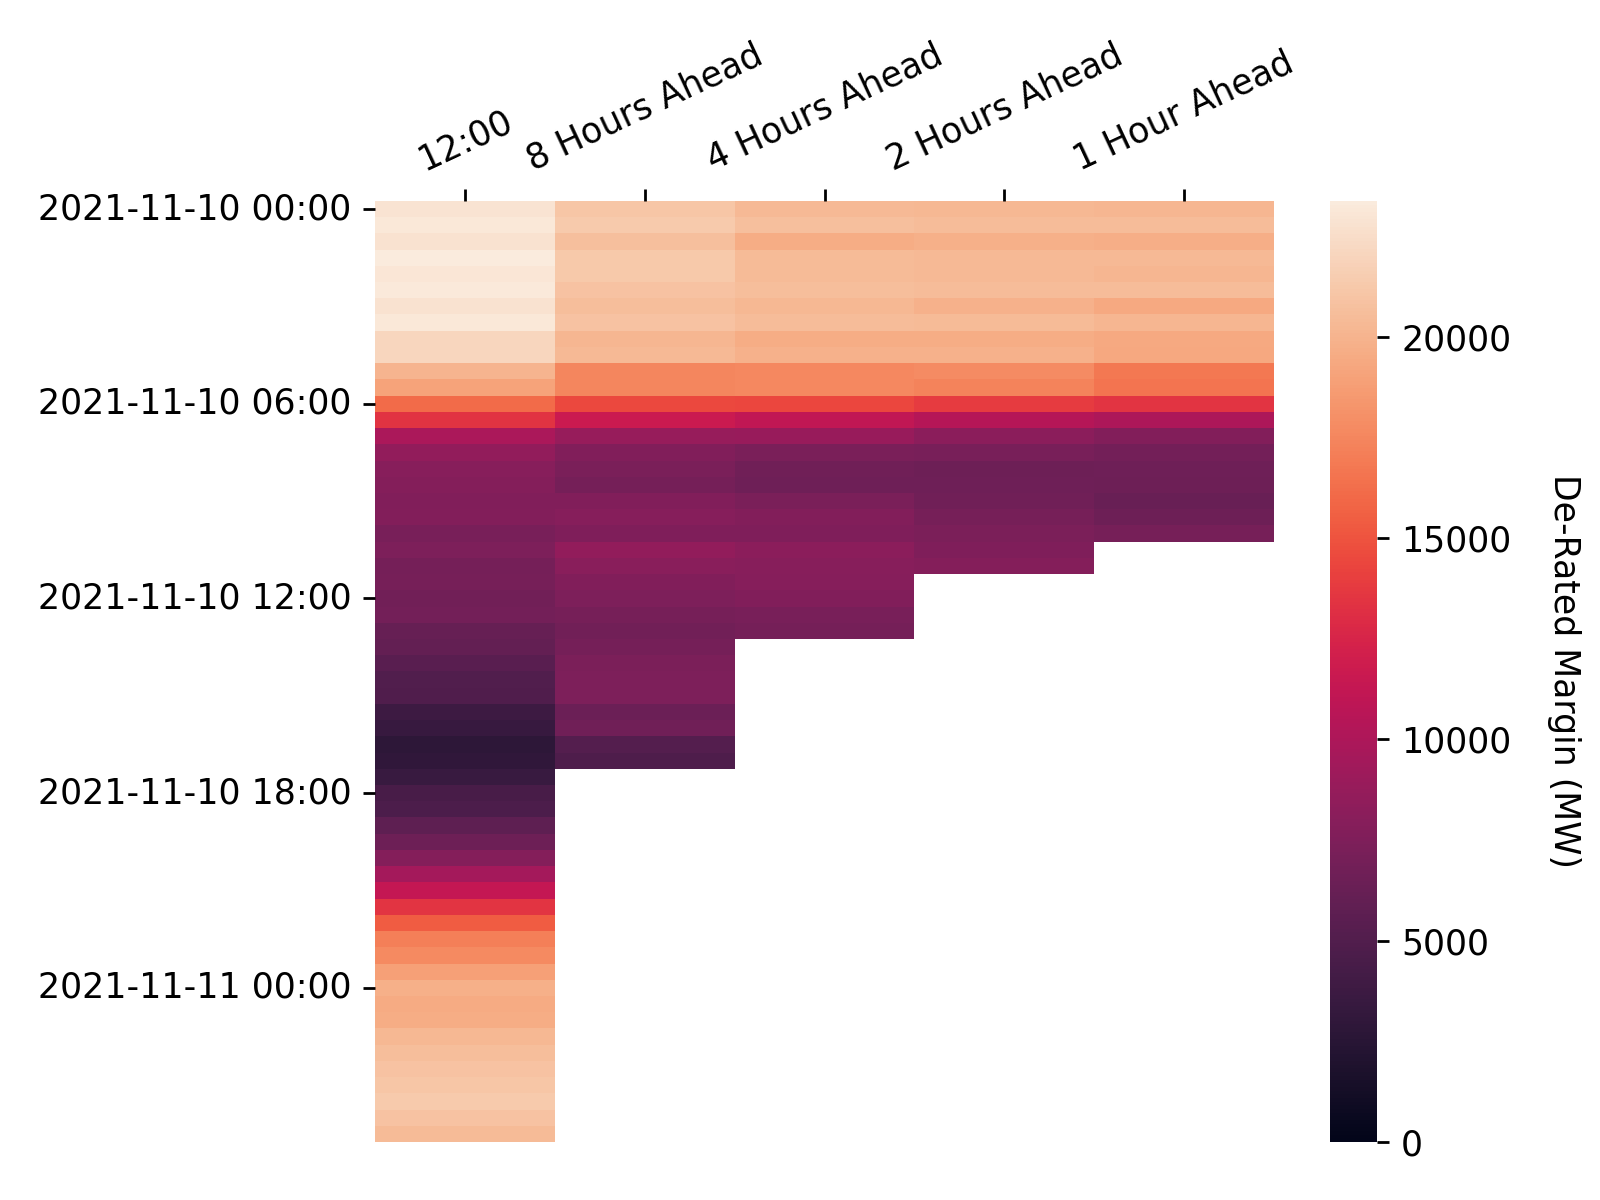 12:00
8 Hours Ahead
4 Hours Ahead
2 Hours Ahead
1 Hour Ahead
2021-11-10 00:00
2021-11-10 06:00
2021-11-10 12:00
2021-11-10 18:00
2021-11-11 00:00
20000
15000
10000
5000
0
De-Rated Margin (MW)